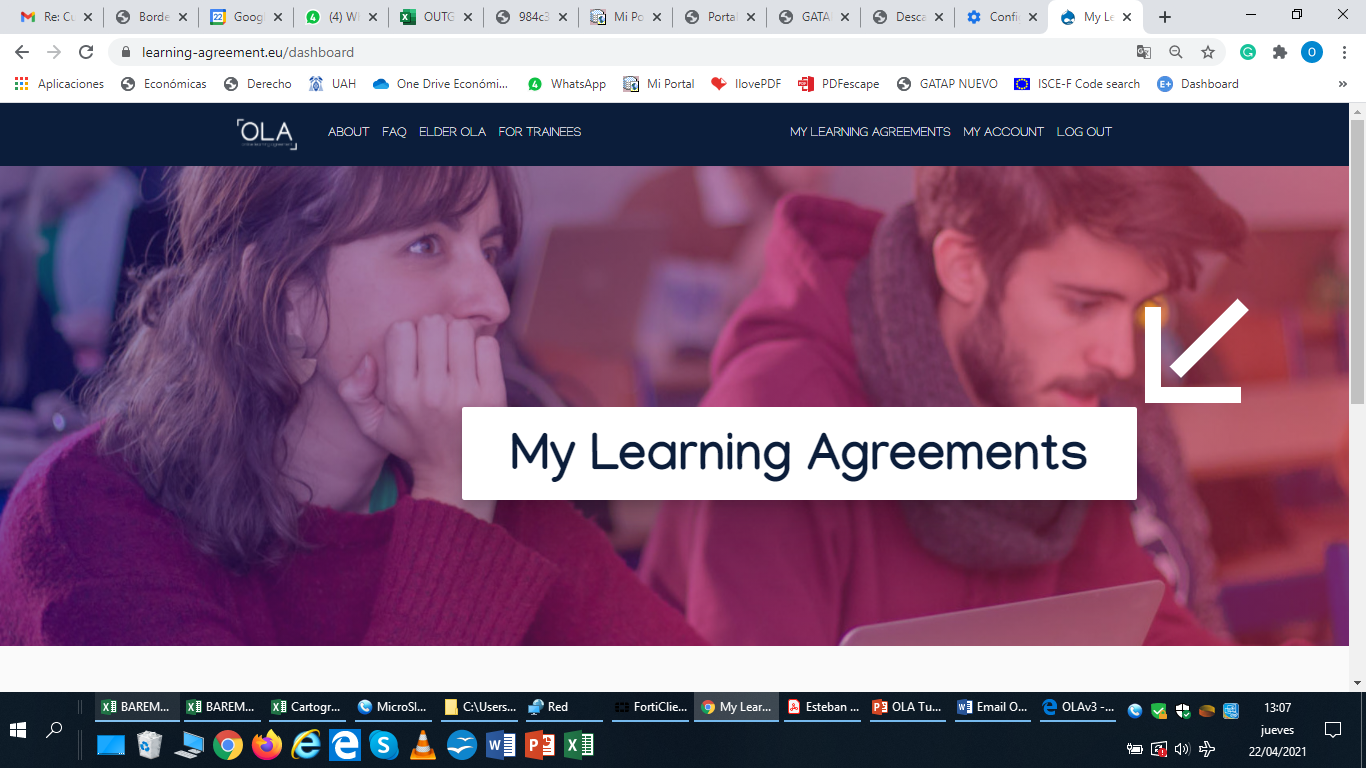 Re: Cu
Borde
Goog
(4) W
OUTG
984c3
Mi Po
Portal
GATA
Desca
Confi
My Le
learning-agreement.eu/dashboard
O
Aplicaciones
Económicas
Derecho
UAH
One Drive Económi...
WhatsApp
Mi Portal
IlovePDF
PDFescape
GATAP NUEVO
ISCE-F Code search
Dashboard
»
OLA
ABOUT
FAQ
ELDER OLA
FOR TRAINEES
MY LEARNING AGREEMENTS
MY ACCOUNT
LOG OUT
My Learning Agreements
BAREM...
BAREM...
Cartogr...
MicroSI...
C:\Users...
Red
FortiClie...
My Lear...
Esteban ...
OLA Tu...
Email O...
OLAv3 -...
13:07
jueves
22/04/2021